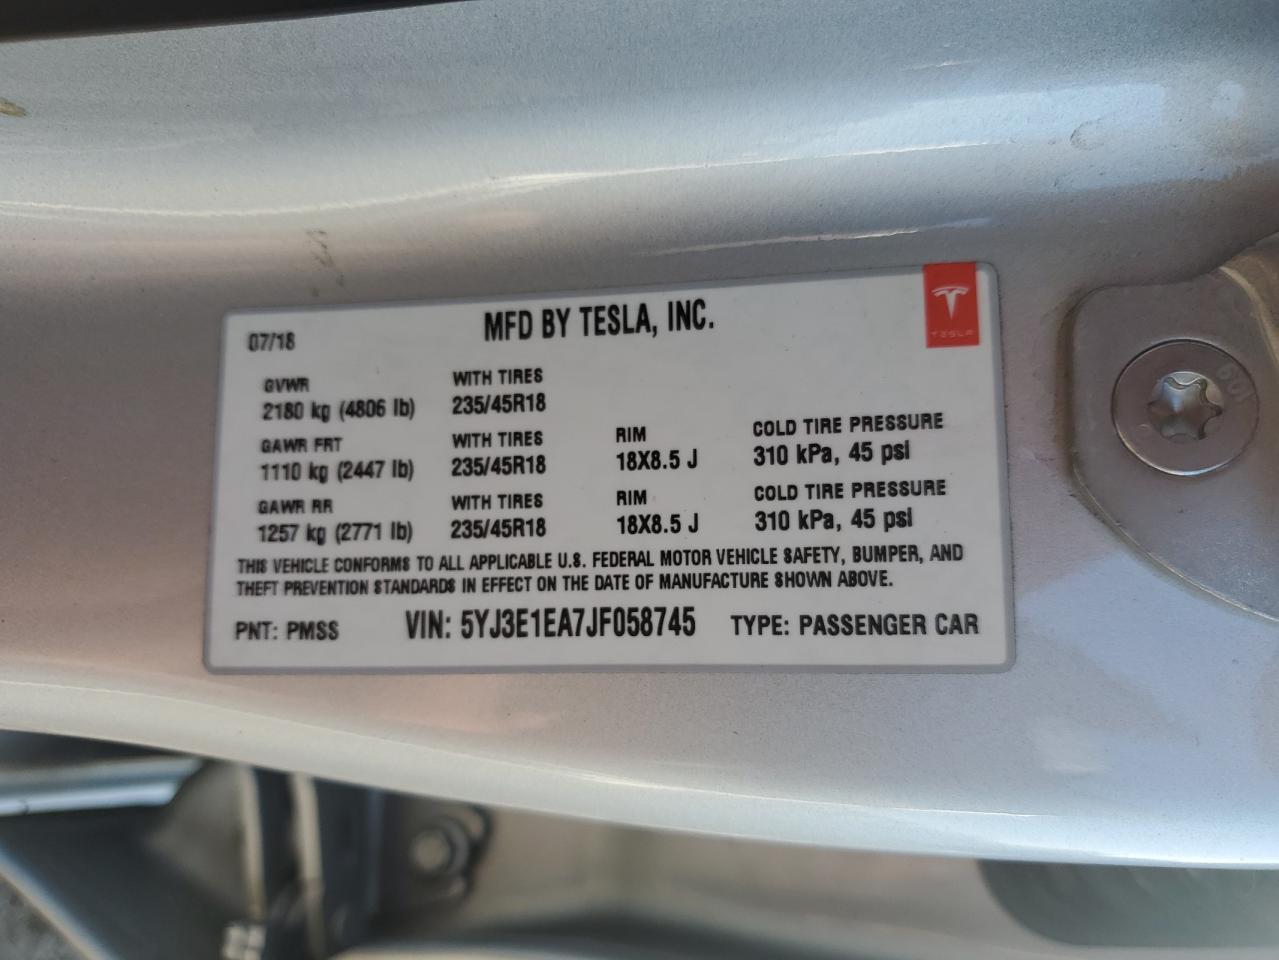 07/18 MFD BY TESLA, INC.
TESLA
GVWR WITH TIRES
2180 kg (4806 lb) 235/45R18
GAWR FRT WITH TIRES RIM COLD TIRE PRESSURE
1110 kg (2447 lb) 235/45R18 18X8.5 J 310 kPa, 45 psi
GAWR RR WITH TIRES RIM COLD TIRE PRESSURE
1257 kg (2771 lb) 235/45R18 18X8.5 J 310 kPa, 45 psi
THIS VEHICLE CONFORMS TO ALL APPLICABLE U.S. FEDERAL MOTOR VEHICLE SAFETY, BUMPER, AND
THEFT PREVENTION STANDARDS IN EFFECT ON THE DATE OF MANUFACTURE SHOWN ABOVE.
PNT: PMSS VIN: 5YJ3E1EA7JF058745 TYPE: PASSENGER CAR